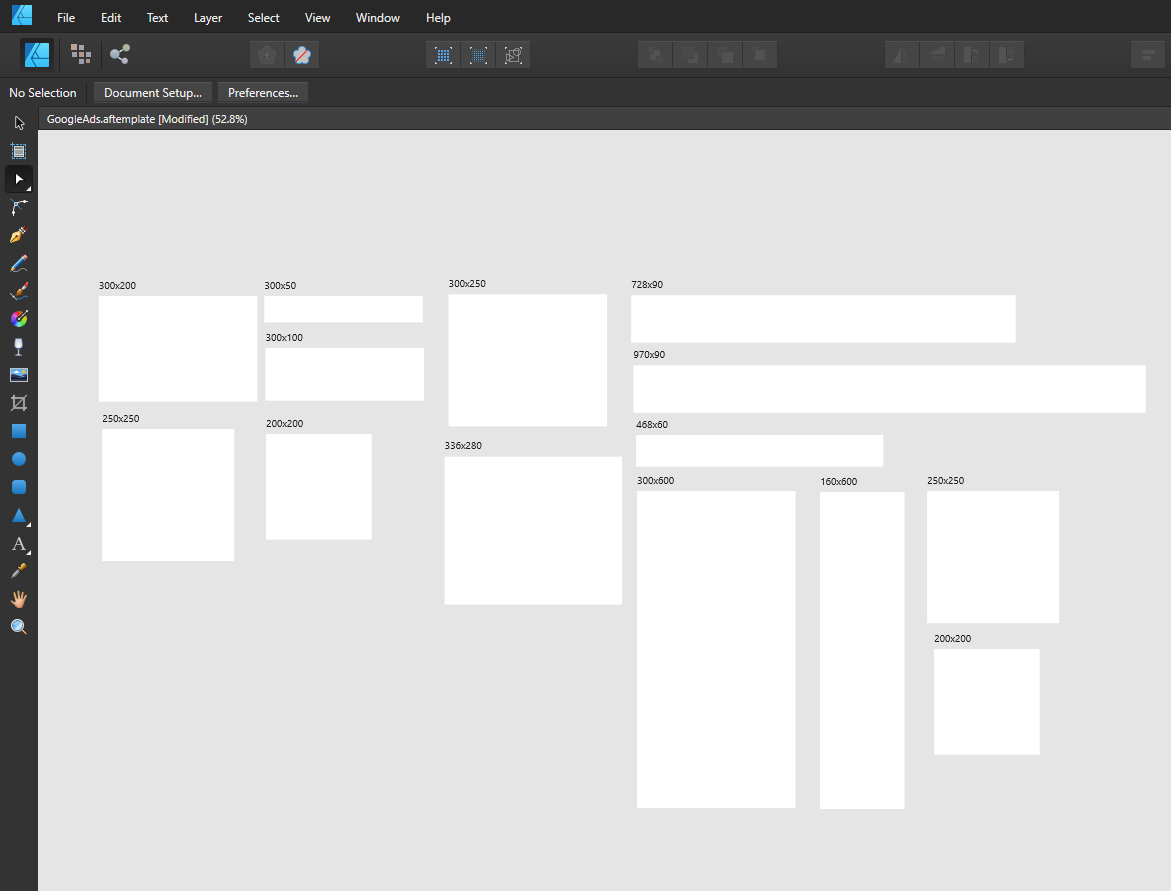 File Edit Text Layer Select View Window Help
No Selection Document Setup... Preferences...
GoogleAds.aftemplate [Modified] (52.8%)
300x200
300x50
300x250
728x90
300x100
970x90
250x250
200x200
468x60
336x280
300x600
160x600
250x250
200x200